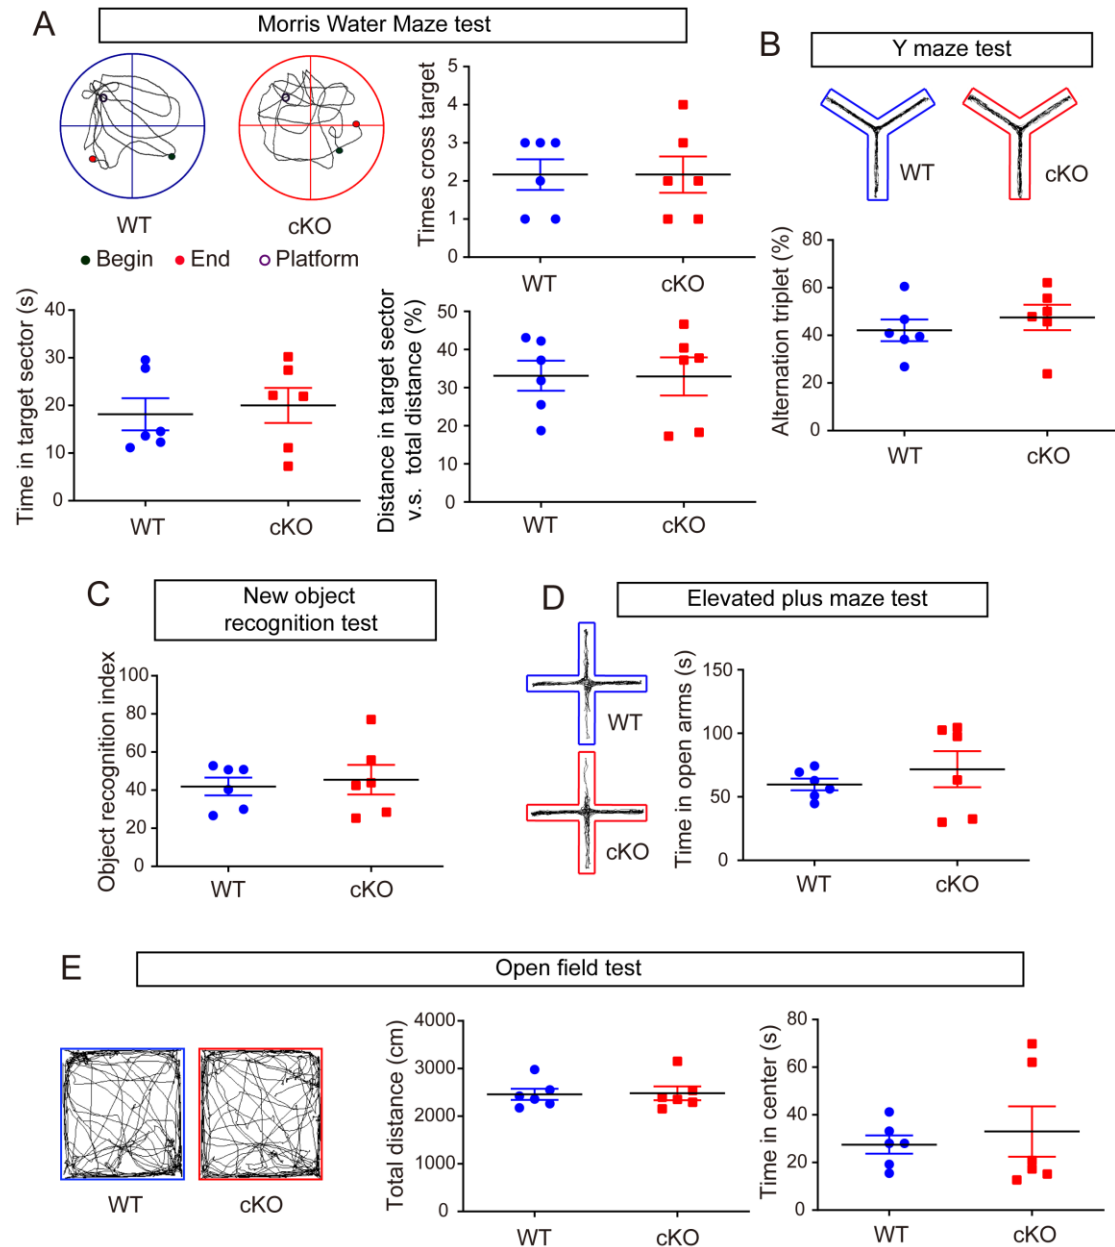 A
Morris Water Maze test
WT
cKO
Begin
End
Platform
Times cross target
5
4
3
2
1
0
WT
cKO
Time in target sector (s)
40
30
20
10
0
WT
cKO
Distance in target sector
v.s. total distance (%)
50
40
30
20
10
0
WT
cKO
B
Y maze test
WT
cKO
Alternation triplet (%)
80
60
40
20
0
WT
cKO
C
New object
recognition test
Object recognition index
100
80
60
40
20
0
WT
cKO
D
Elevated plus maze test
WT
cKO
Time in open arms (s)
150
100
50
0
WT
cKO
E
Open field test
WT
cKO
Total distance (cm)
4000
3000
2000
1000
0
WT
cKO
Time in center (s)
80
60
40
20
0
WT
cKO